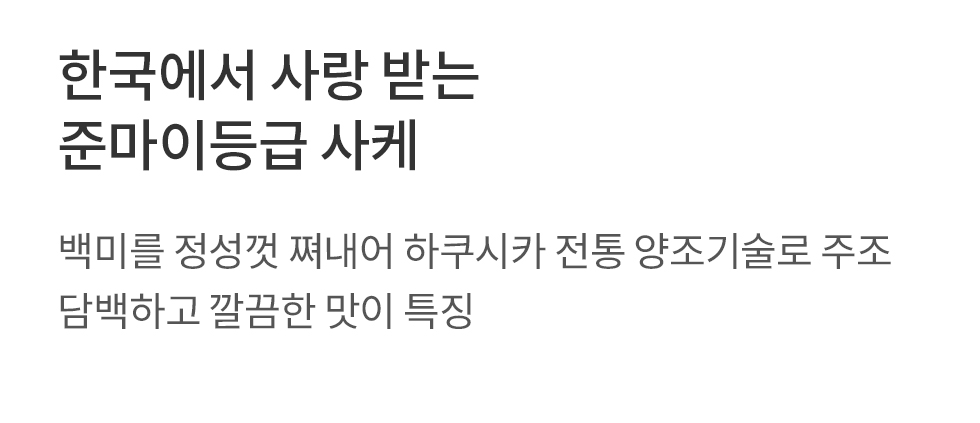 한국에서 사랑 받는
준마이등급 사케
백미를 정성껏 쪄내어 하쿠시카 전통 양조기술로 주조
담백하고 깔끔한 맛이 특징